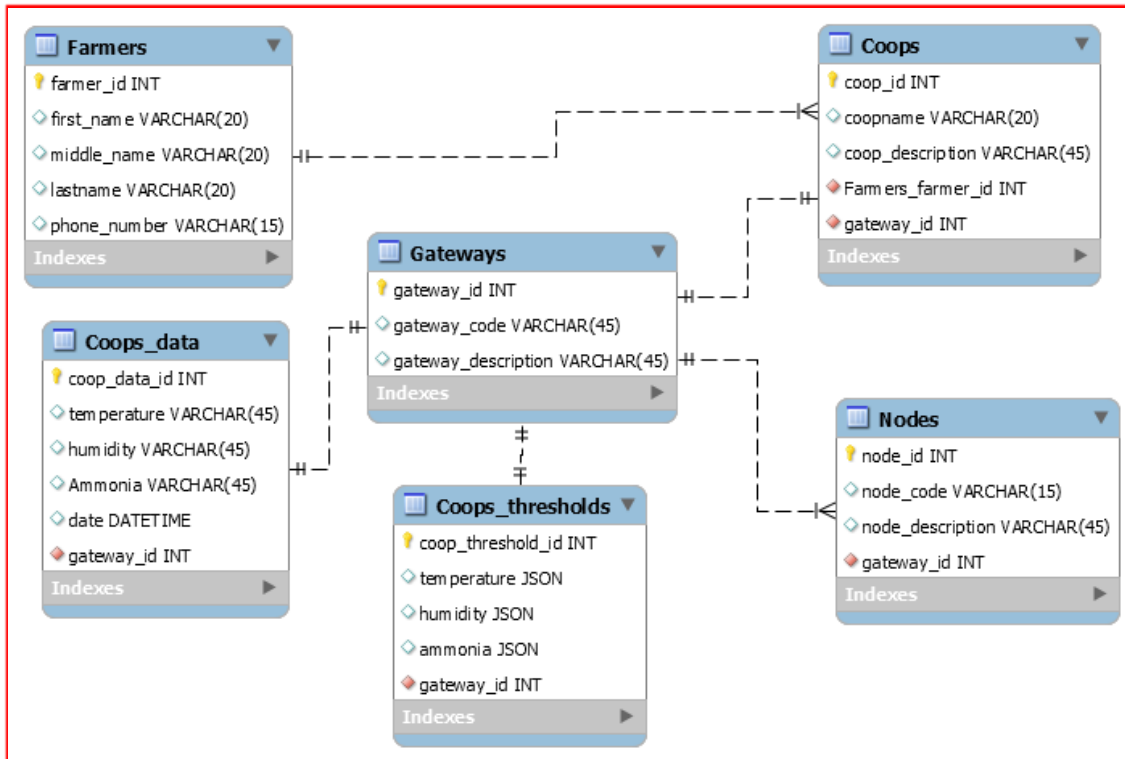 Farmers
farmer_id INT
first_name VARCHAR(20)
middle_name VARCHAR(20)
lastname VARCHAR(20)
phone_number VARCHAR(15)
Indexes
Coops
coop_id INT
coopname VARCHAR(20)
coop_description VARCHAR(45)
Farmers_farmer_id INT
gateway_id INT
Indexes
Gateways
gateway_id INT
gateway_code VARCHAR(45)
gateway_description VARCHAR(45)
Indexes
Coops_data
coop_data_id INT
temperature VARCHAR(45)
humidity VARCHAR(45)
Ammonia VARCHAR(45)
date DATETIME
gateway_id INT
Indexes
Coops_thresholds
coop_threshold_id INT
temperature JSON
humidity JSON
ammonia JSON
gateway_id INT
Indexes
Nodes
node_id INT
node_code VARCHAR(15)
node_description VARCHAR(45)
gateway_id INT
Indexes